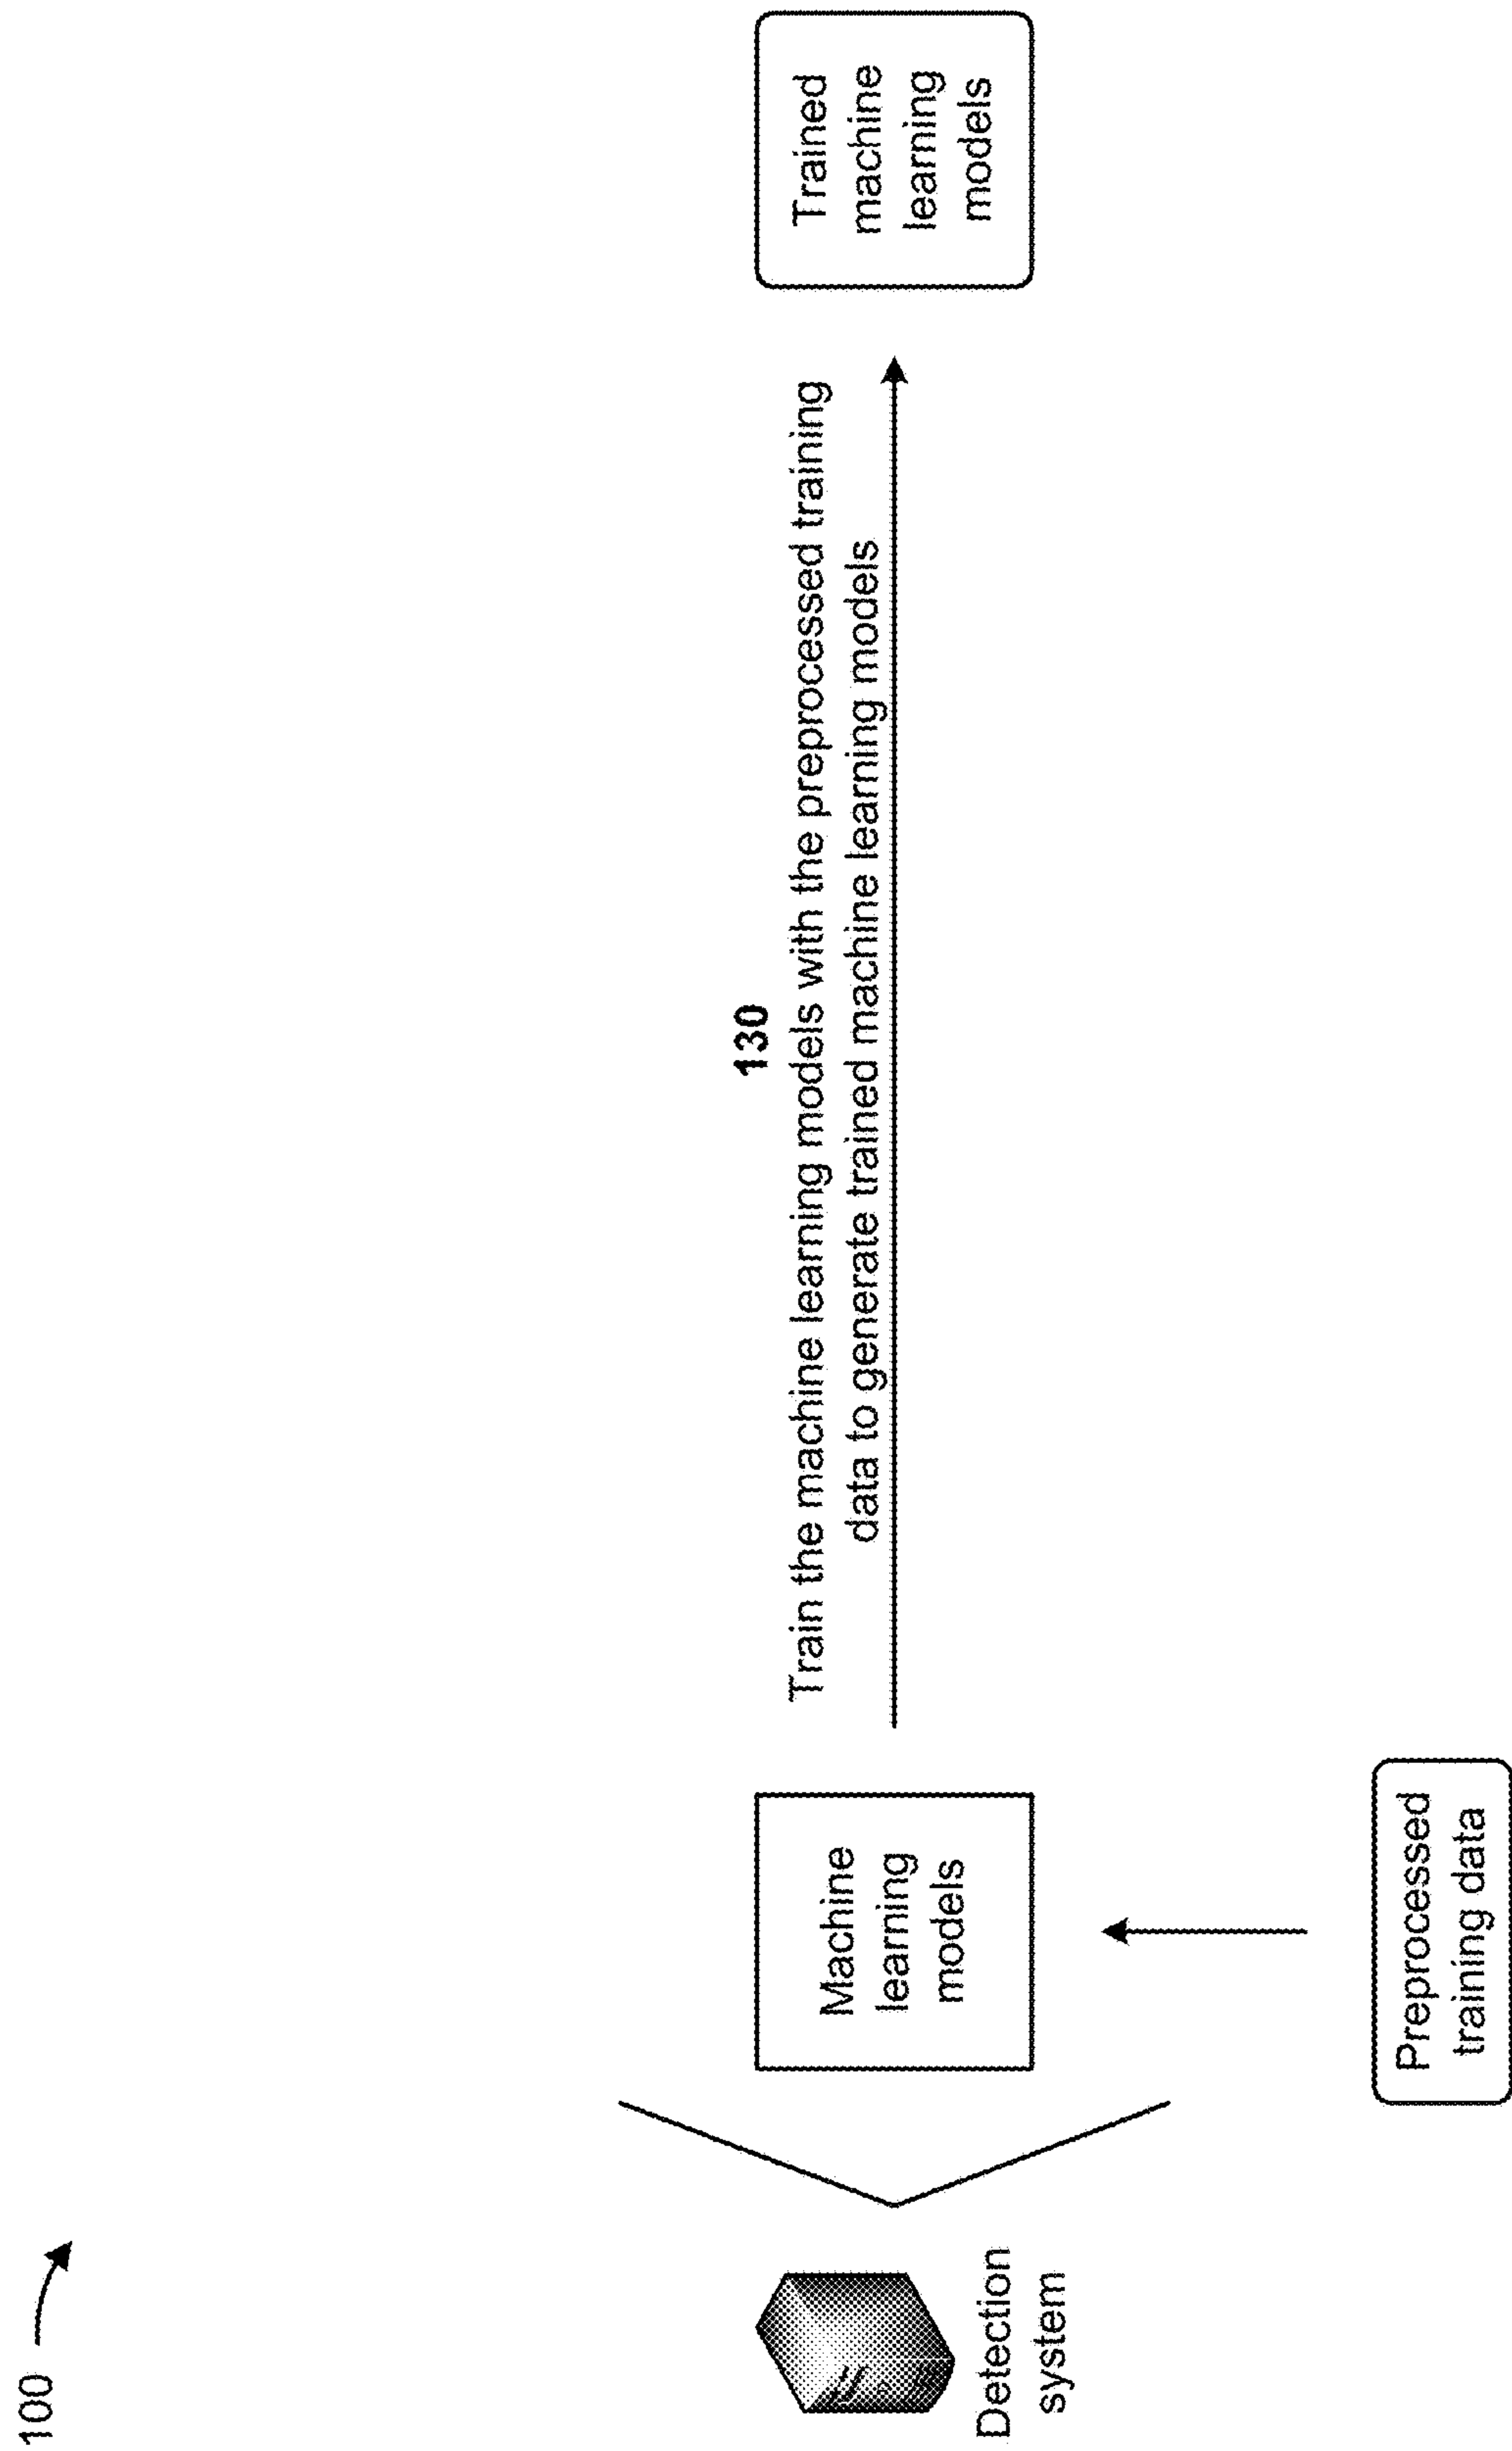 100
130
Train the machine learning models with the preprocessed training
data to generate trained machine learning models
Trained
machine
learning
models
Machine
learning
models
Detection
system
Preprocessed
training data